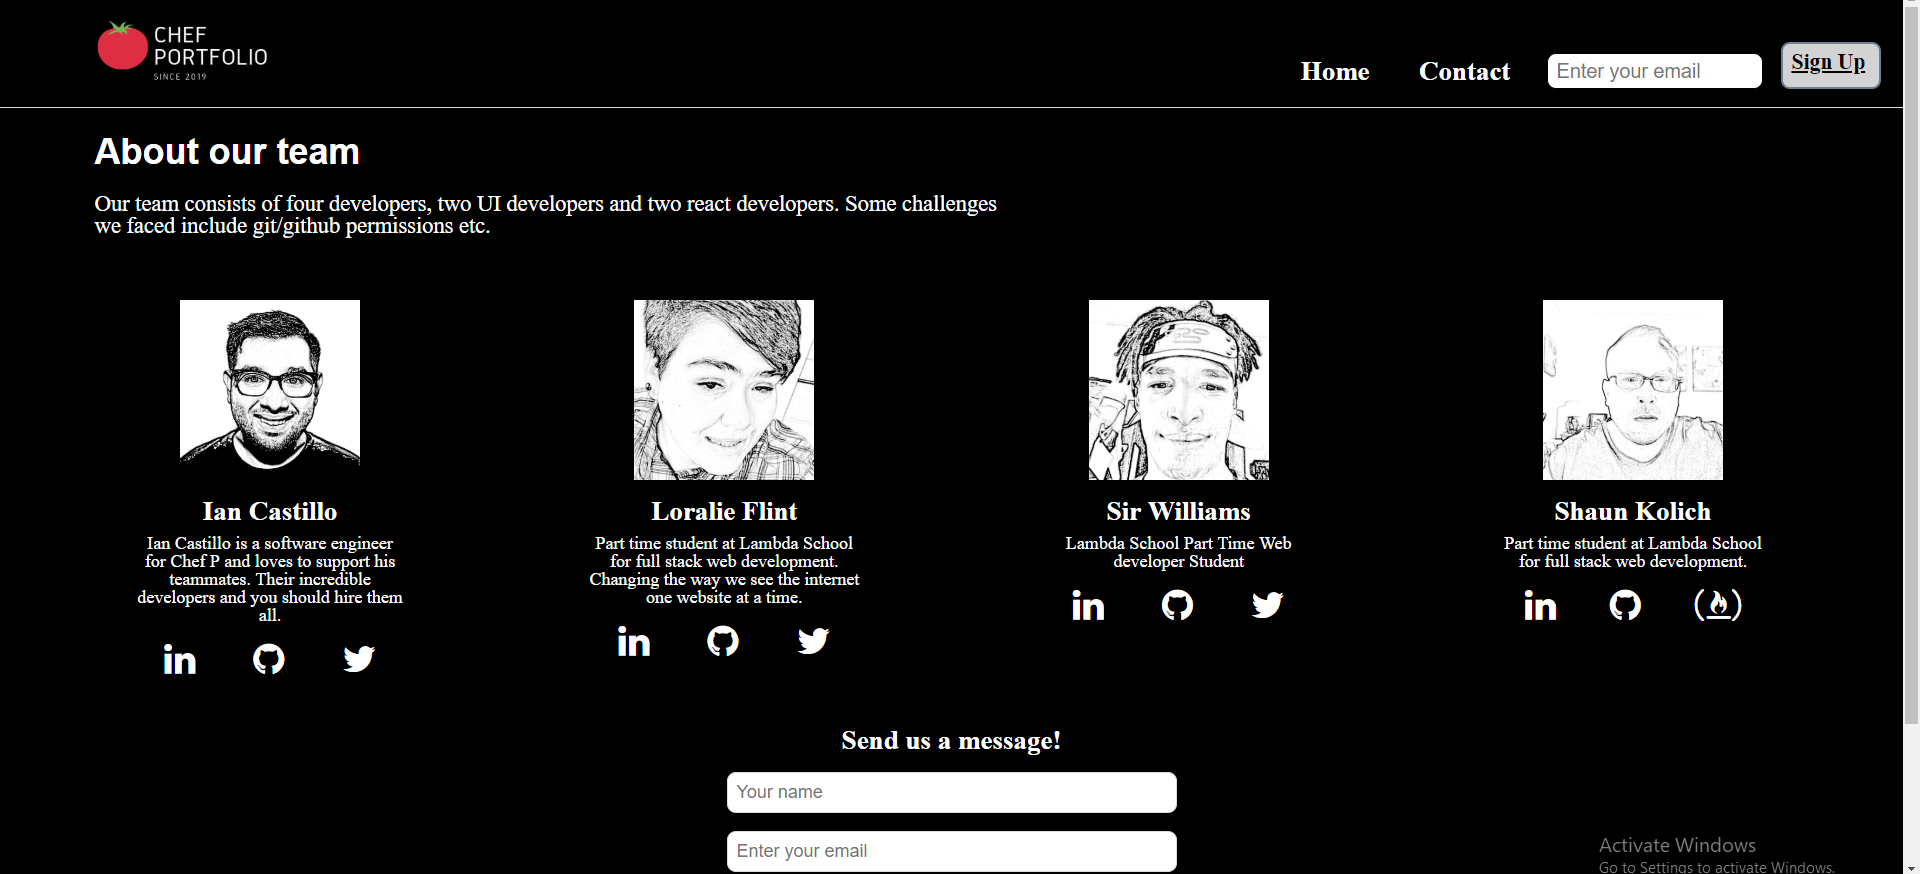 CHEF
PORTFOLIO
SINCE 2019
Home
Contact
Enter your email
Sign Up
About our team
Our team consists of four developers, two UI developers and two react developers. Some challenges
we faced include git/github permissions etc.
Ian Castillo
Ian Castillo is a software engineer
for Chef P and loves to support his
teammates. Their incredible
developers and you should hire them
all.
in
Loralie Flint
Part time student at Lambda School
for full stack web development.
Changing the way we see the internet
one website at a time.
in
Sir Williams
Lambda School Part Time Web
developer Student
in
Shaun Kolich
Part time student at Lambda School
for full stack web development.
in
Send us a message!
Your name
Enter your email
Activate Windows
Go to Settings to activate Windows.